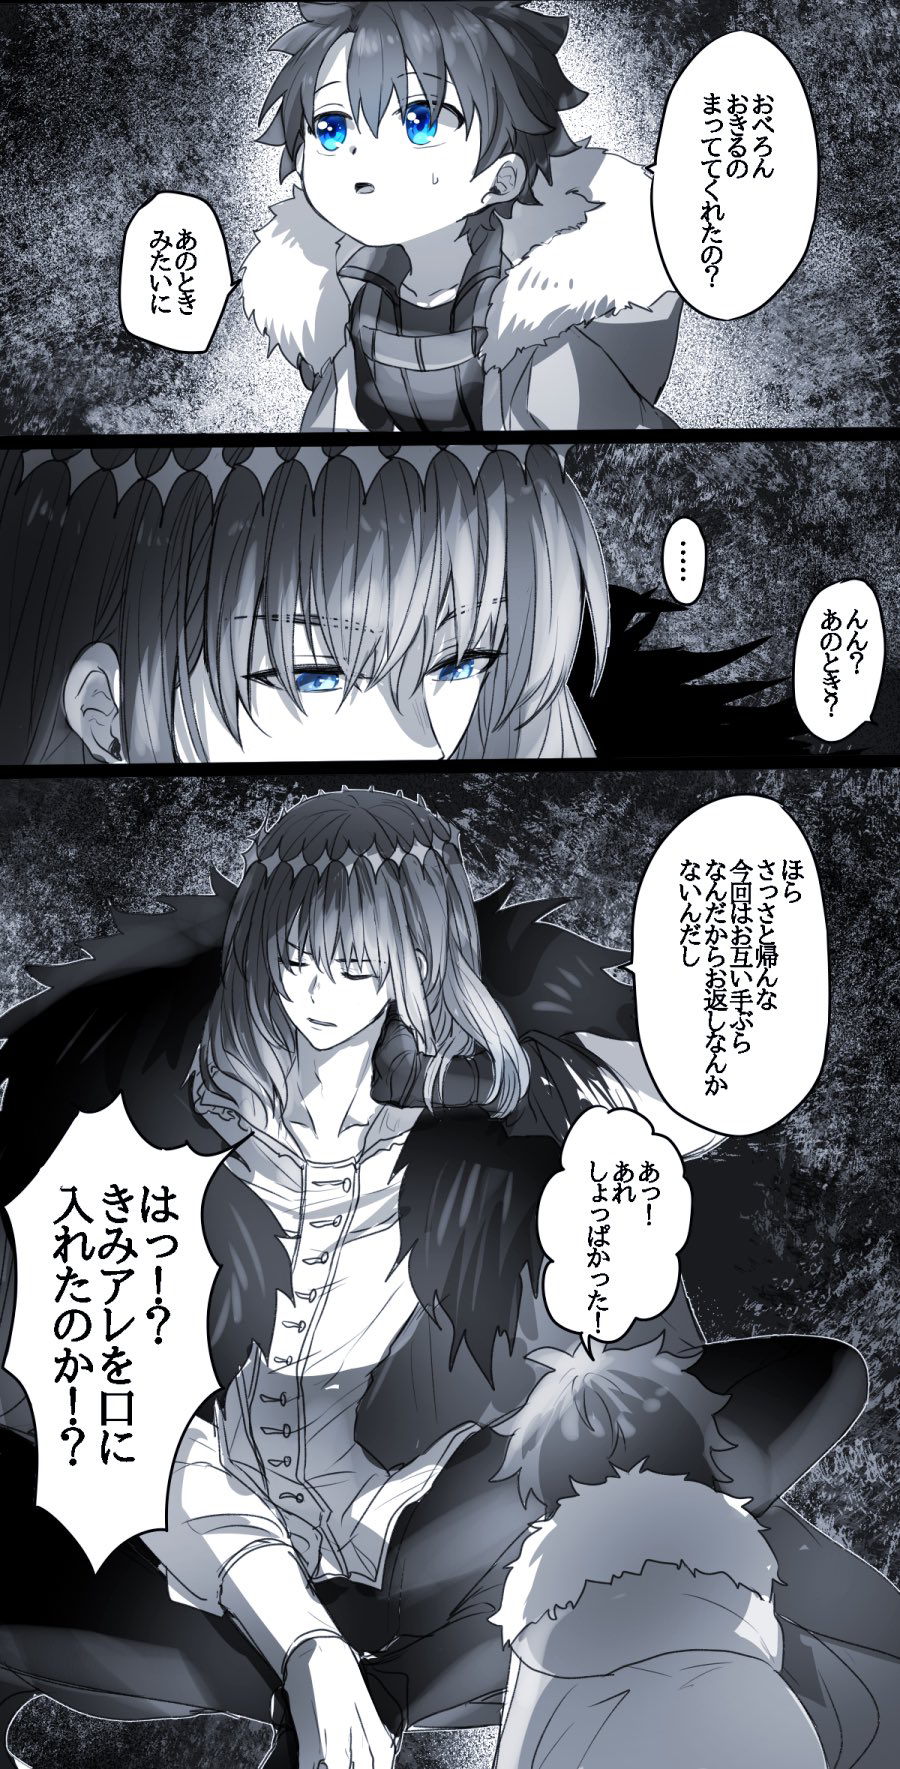 おべろん
おきるの
まっててくれたの？
あのとき
みたいに
んん？
あのとき？
……
ほら
さっさと帰んな
今回はお互い手ぶら
なんだからお返しなんか
ないんだし
あっ！
あれ
しょっぱかった！
はっ！？
きみアレを口に
入れたのか！？